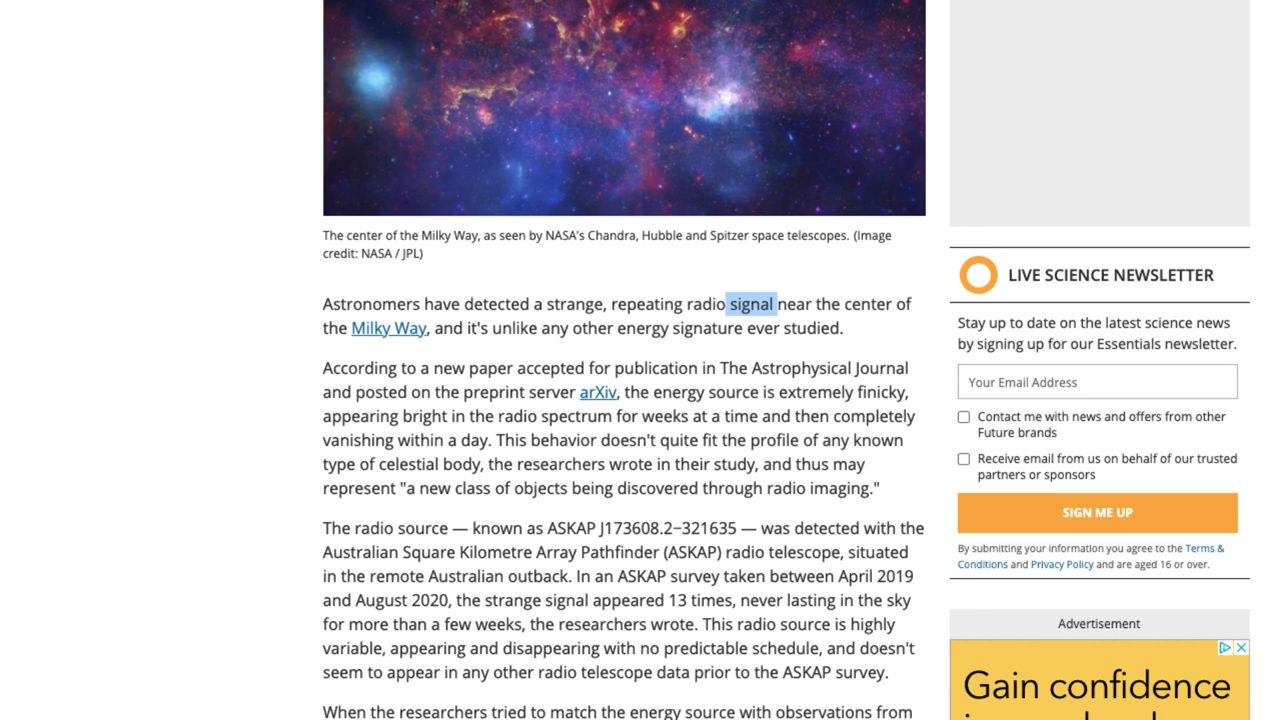 The center of the Milky Way, as seen by NASA's Chandra, Hubble and Spitzer space telescopes. (Image
credit: NASA / JPL)
Astronomers have detected a strange, repeating radio signal near the center of
the Milky Way, and it's unlike any other energy signature ever studied.
According to a new paper accepted for publication in The Astrophysical Journal
and posted on the preprint server arXiv, the energy source is extremely finicky,
appearing bright in the radio spectrum for weeks at a time and then completely
vanishing within a day. This behavior doesn't quite fit the profile of any known
type of celestial body, the researchers wrote in their study, and thus may
represent "a new class of objects being discovered through radio imaging."
The radio source — known as ASKAP J173608.2−321635 — was detected with the
Australian Square Kilometre Array Pathfinder (ASKAP) radio telescope, situated
in the remote Australian outback. In an ASKAP survey taken between April 2019
and August 2020, the strange signal appeared 13 times, never lasting in the sky
for more than a few weeks, the researchers wrote. This radio source is highly
variable, appearing and disappearing with no predictable schedule, and doesn't
seem to appear in any other radio telescope data prior to the ASKAP survey.
When the researchers tried to match the energy source with observations from
LIVE SCIENCE NEWSLETTER
Stay up to date on the latest science news
by signing up for our Essentials newsletter.
Your Email Address
Contact me with news and offers from other
Future brands
Receive email from us on behalf of our trusted
partners or sponsors
SIGN ME UP
By submitting your information you agree to the Terms &
Conditions and Privacy Policy and are aged 16 or over.
Advertisement
Gain confidence